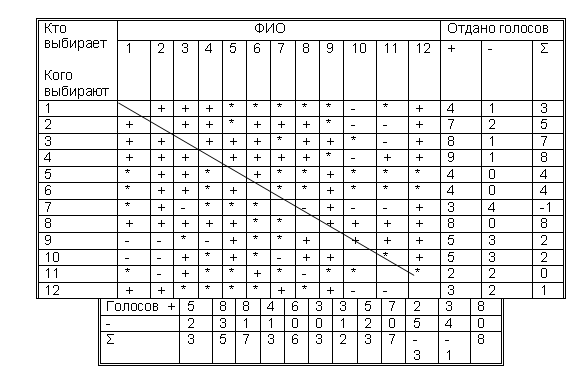 Кто выбирает ФИО Отдано голосов
Кого выбирают 1 2 3 4 5 6 7 8 9 10 11 12 + - Σ
1 + + + * * * * * - * + 4 1 3
2 + + + * + + + * - - + 7 2 5
3 + + + + + * + + * - + 8 1 7
4 + + + + + + + * - + + 9 1 8
5 * + + * + * * * * * + 4 0 4
6 * + + * + * * + * * * 4 0 4
7 * + - * * * - + - - + 3 4 -1
8 + + + + + * * + + + + 8 0 8
9 - - * - + * * + + + + 5 3 2
10 - - + * + * - + + * + 5 3 2
11 * - + * * + * - * * * 2 2 0
12 + + * * * * + * + - - 3 2 1
Голосов + 5 8 8 4 6 3 3 5 7 2 3 8
- 2 3 1 1 0 0 1 2 0 5 4 0
Σ 3 5 7 3 6 3 2 3 7 - - 8
3 1